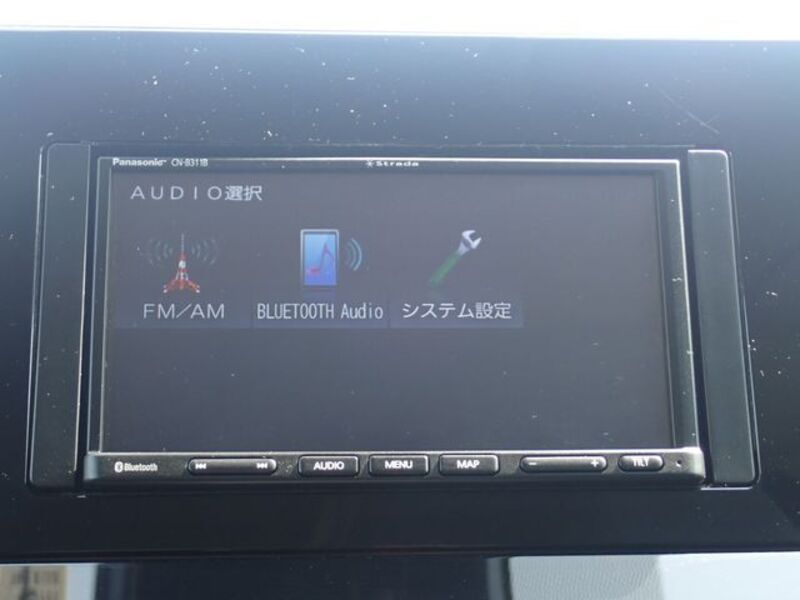 Panasonic CN-B311B
Strada
AUDIO選択
FM/AM
BLUETOOTH Audio
システム設定
Bluetooth
AUDIO
MENU
MAP
− +
TILT